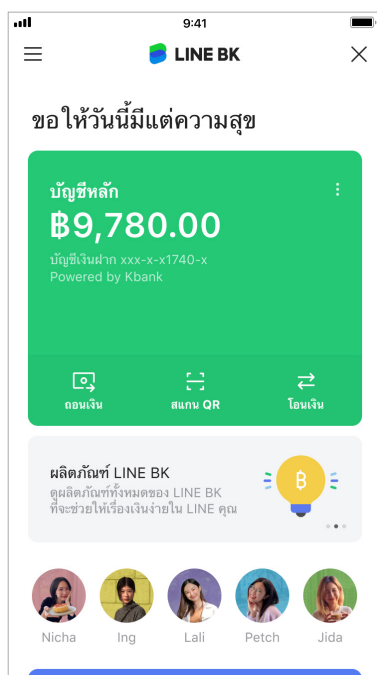 9:41
LINE BK
ขอให้วันนี้มีแต่ความสุข
บัญชีหลัก
฿9,780.00
บัญชีเงินฝาก xxx-x-x1740-x
Powered by Kbank
ถอนเงิน
สแกน QR
โอนเงิน
ผลิตภัณฑ์ LINE BK
ดูผลิตภัณฑ์ทั้งหมดของ LINE BK
ที่จะช่วยให้เรื่องเงินง่ายใน LINE คุณ
฿
Nicha
Ing
Lali
Petch
Jida